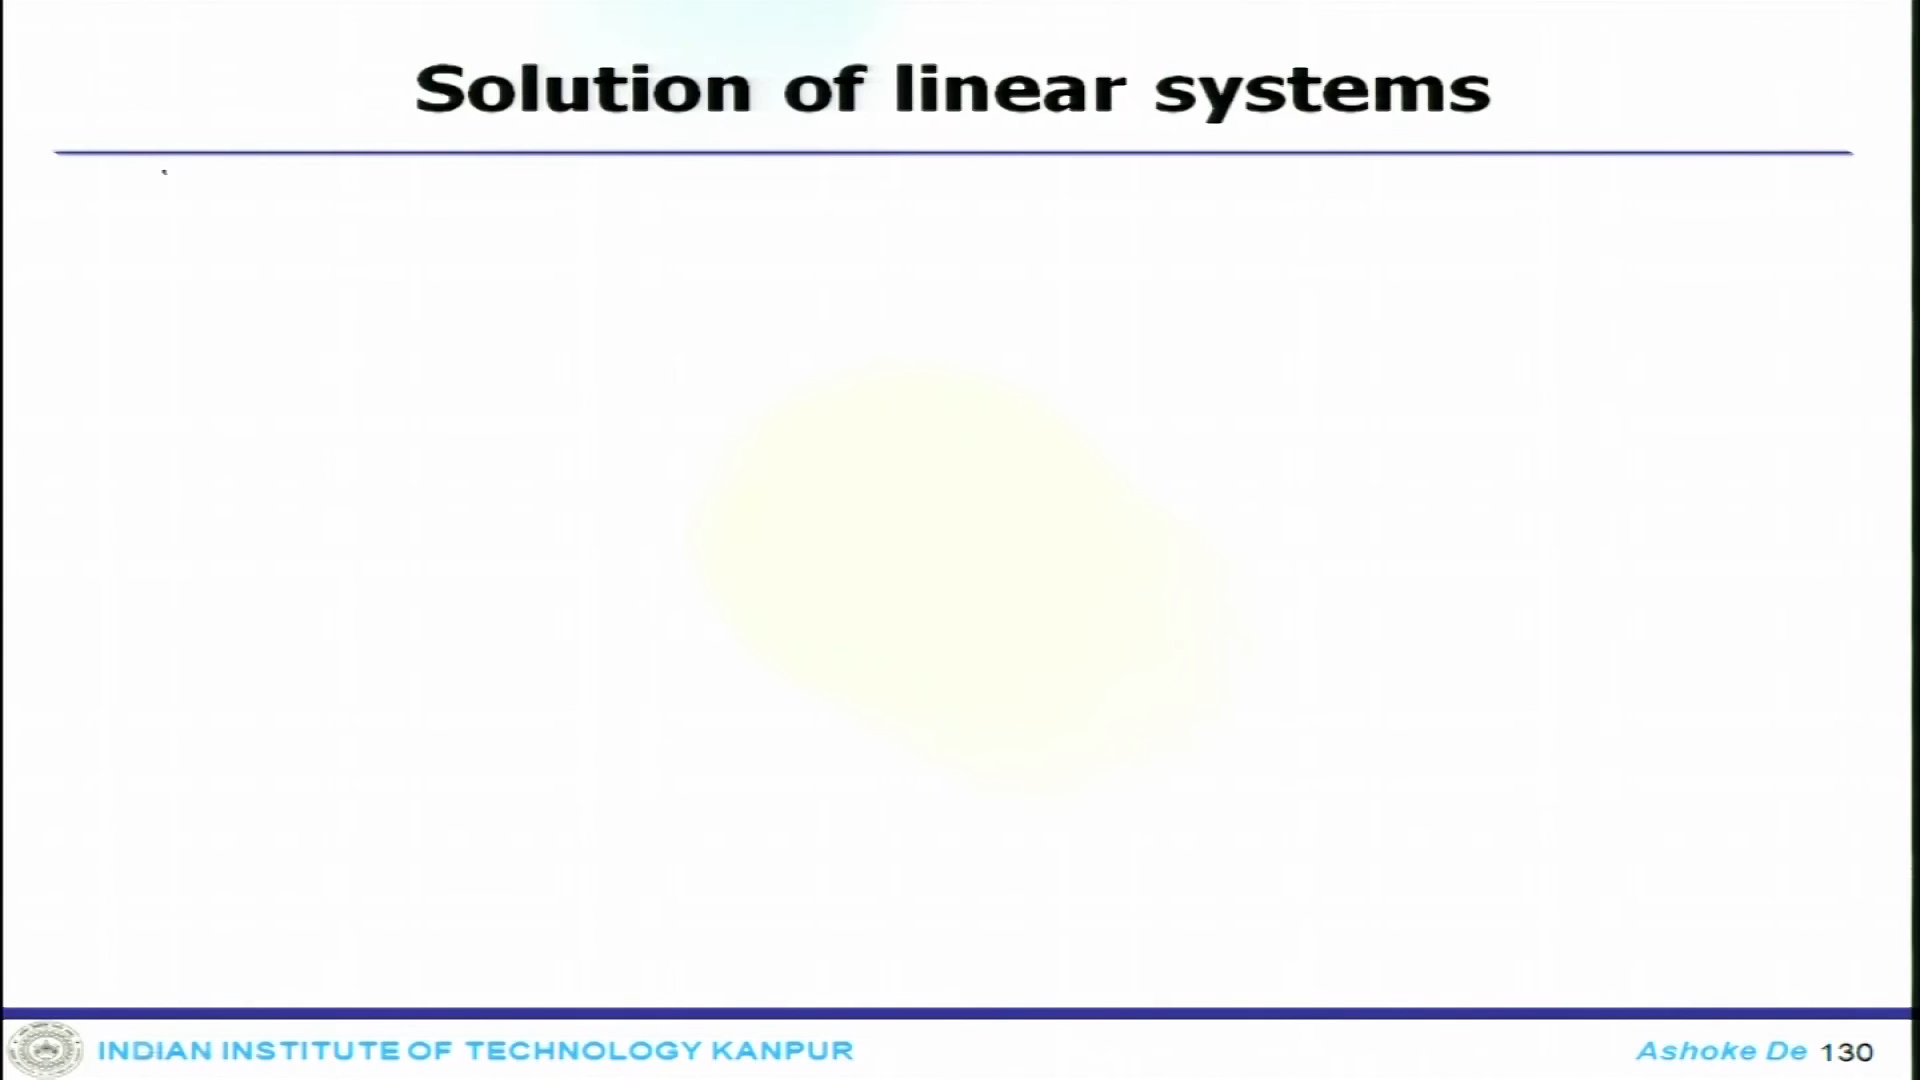 Solution of linear systems
INDIAN INSTITUTE OF TECHNOLOGY KANPUR
Ashoke De 130